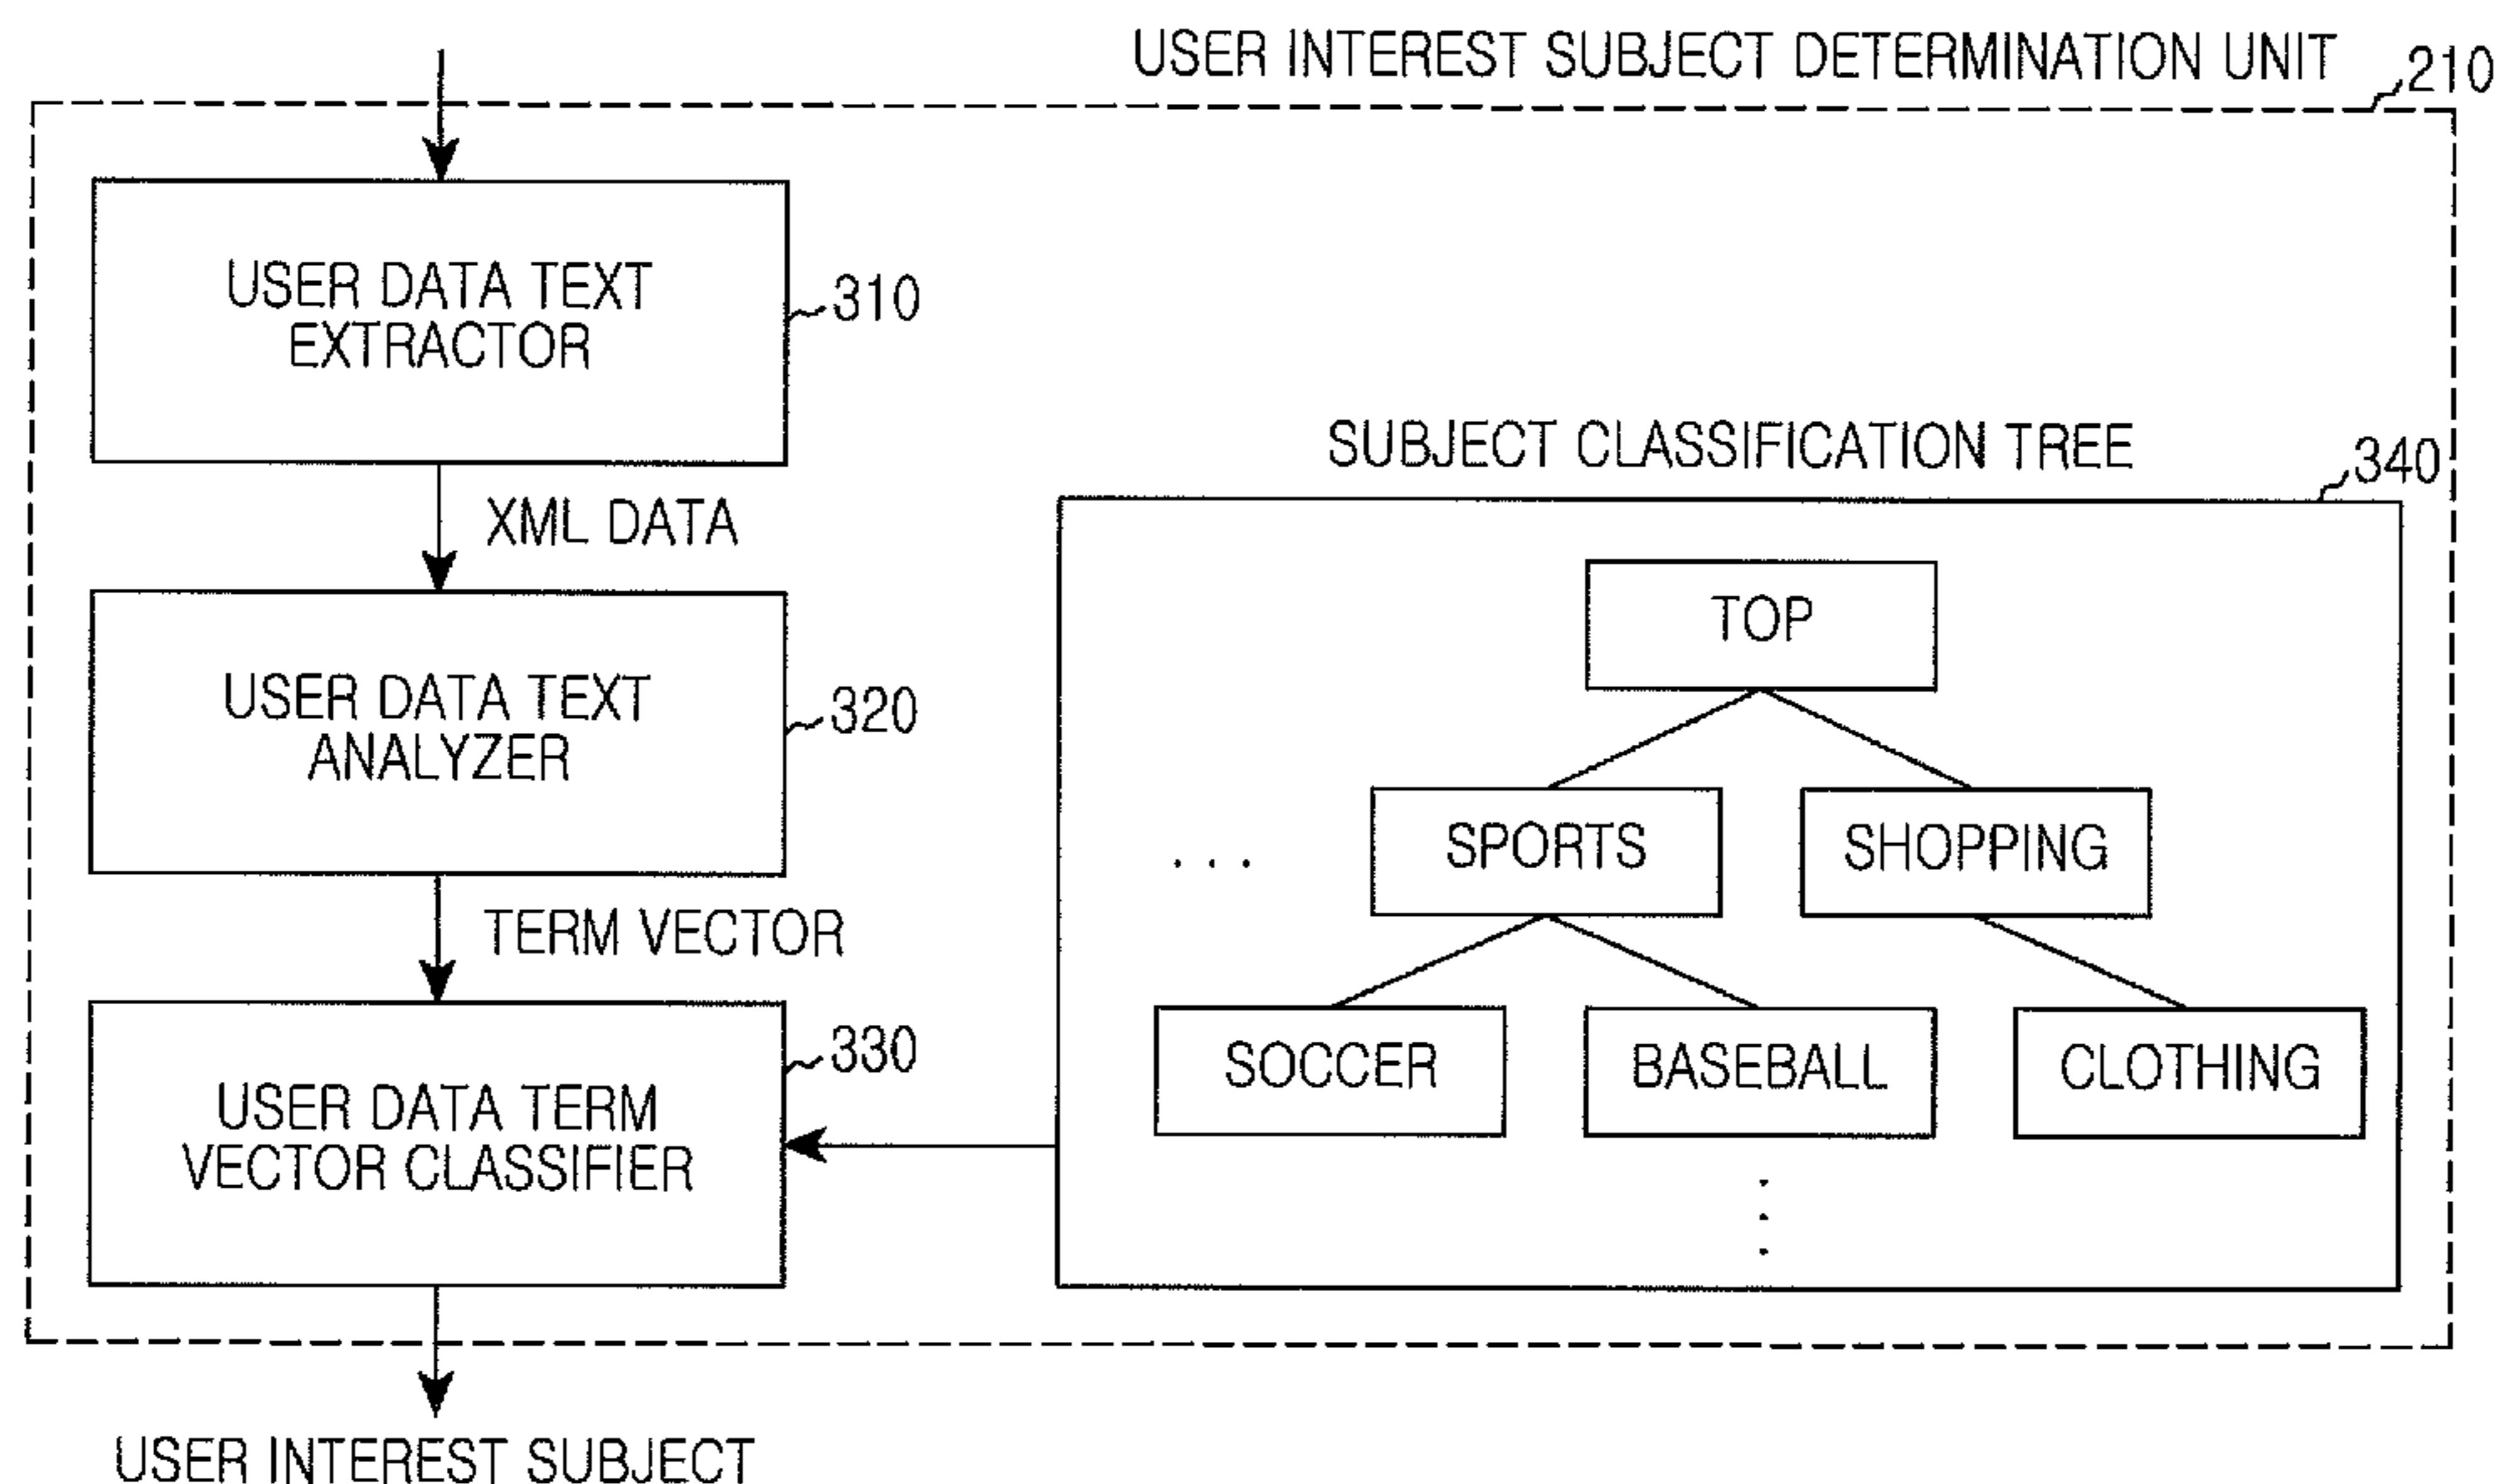 USER INTEREST SUBJECT DETERMINATION UNIT
210
USER DATA TEXT
EXTRACTOR
310
XML DATA
USER DATA TEXT
ANALYZER
320
TERM VECTOR
USER DATA TERM
VECTOR CLASSIFIER
330
USER INTEREST SUBJECT
SUBJECT CLASSIFICATION TREE
340
TOP
. . .
SPORTS
SHOPPING
SOCCER
BASEBALL
CLOTHING